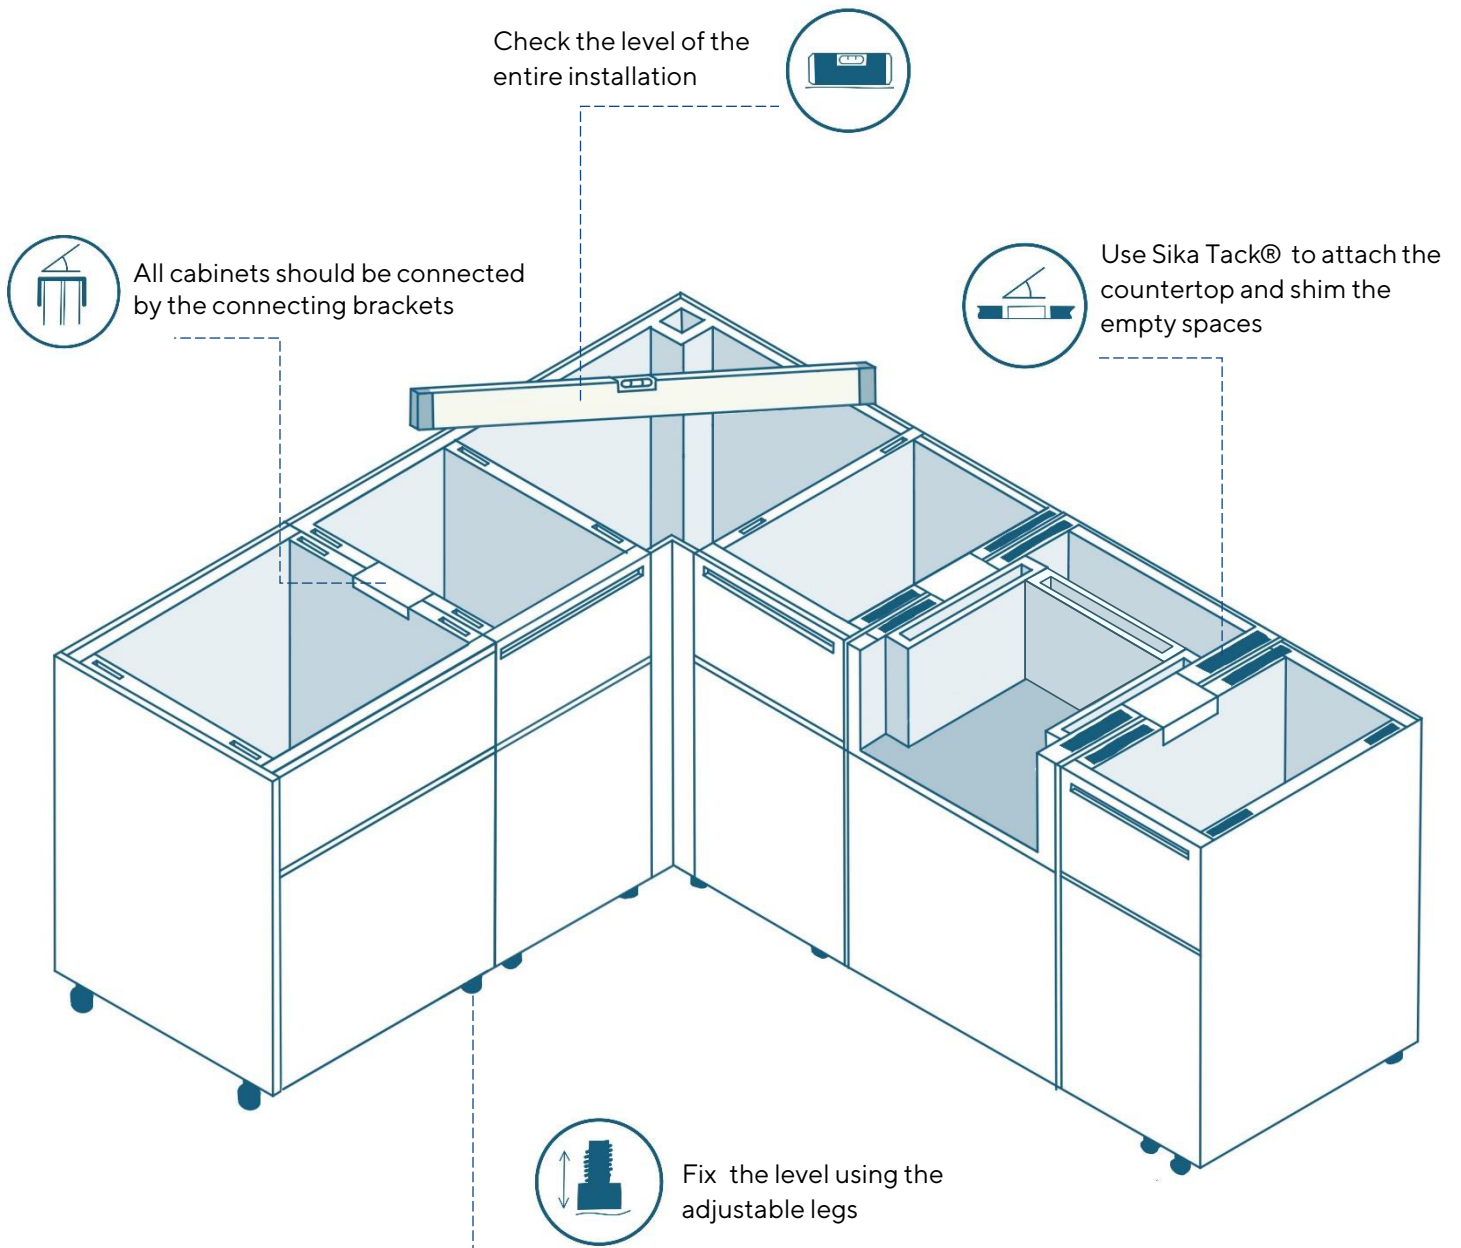 Check the level of the
entire installation
All cabinets should be connected
by the connecting brackets
Use Sika Tack® to attach the
countertop and shim the
empty spaces
Fix the level using the
adjustable legs